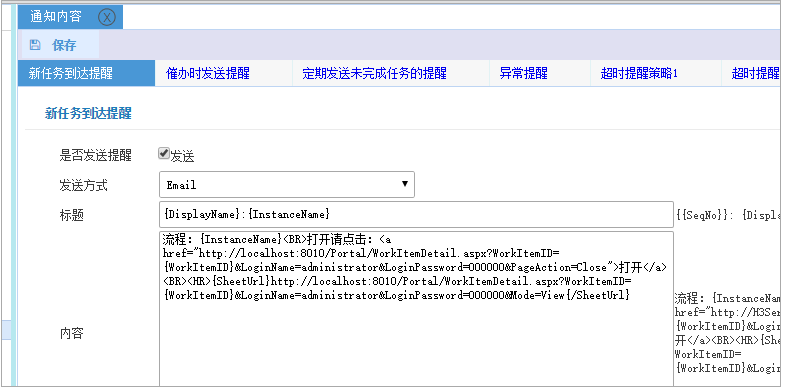 通知内容
保存
新任务到达提醒 催办时发送提醒 定期发送未完成任务的提醒 异常提醒 超时提醒策略1 超时提醒
新任务到达提醒
是否发送提醒 发送
发送方式 Email
标题 {DisplayName}:{InstanceName} {{SeqNo}}: {Displa
内容
流程: {InstanceName}<BR>打开请点击: <a
href="http://localhost:8010/Portal/WorkItemDetail.aspx?WorkItemID=
{WorkItemID}&LoginName=administrator&LoginPassword=000000&PageAction=Close">打开</a>
<BR><HR>{SheetUrl}http://localhost:8010/Portal/WorkItemDetail.aspx?WorkItemID=
{WorkItemID}&LoginName=administrator&LoginPassword=000000&Mode=View{/SheetUrl}
流程: {InstanceNam
href="http://H3Ser
{WorkItemID}&Login
开</a><BR><HR>{She
WorkItemID=
{WorkItemID}&Login